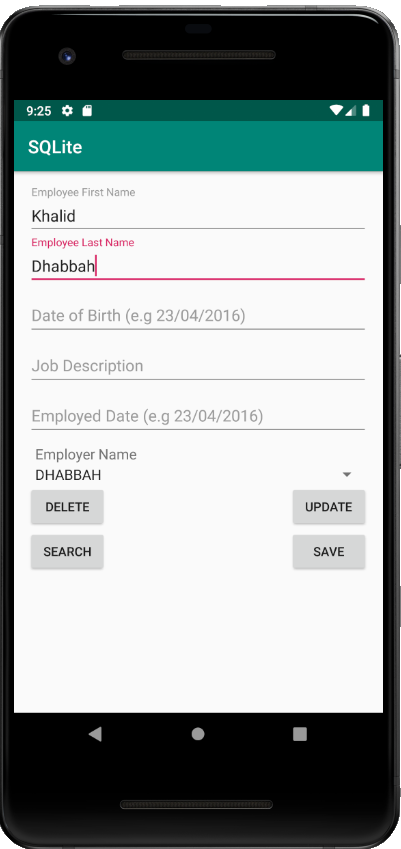 9:25
SQLite
Employee First Name
Khalid
Employee Last Name
Dhabbah
Date of Birth (e.g 23/04/2016)
Job Description
Employed Date (e.g 23/04/2016)
Employer Name
DHABBAH
DELETE UPDATE
SEARCH SAVE